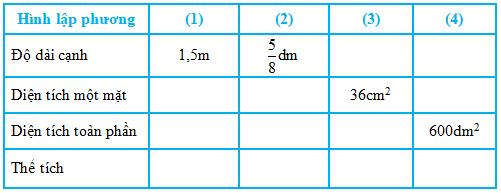 Hình lập phương (1) (2) (3) (4)
Độ dài cạnh 1,5m 5/8 dm
Diện tích một mặt 36cm²
Diện tích toàn phần 600dm²
Thể tích